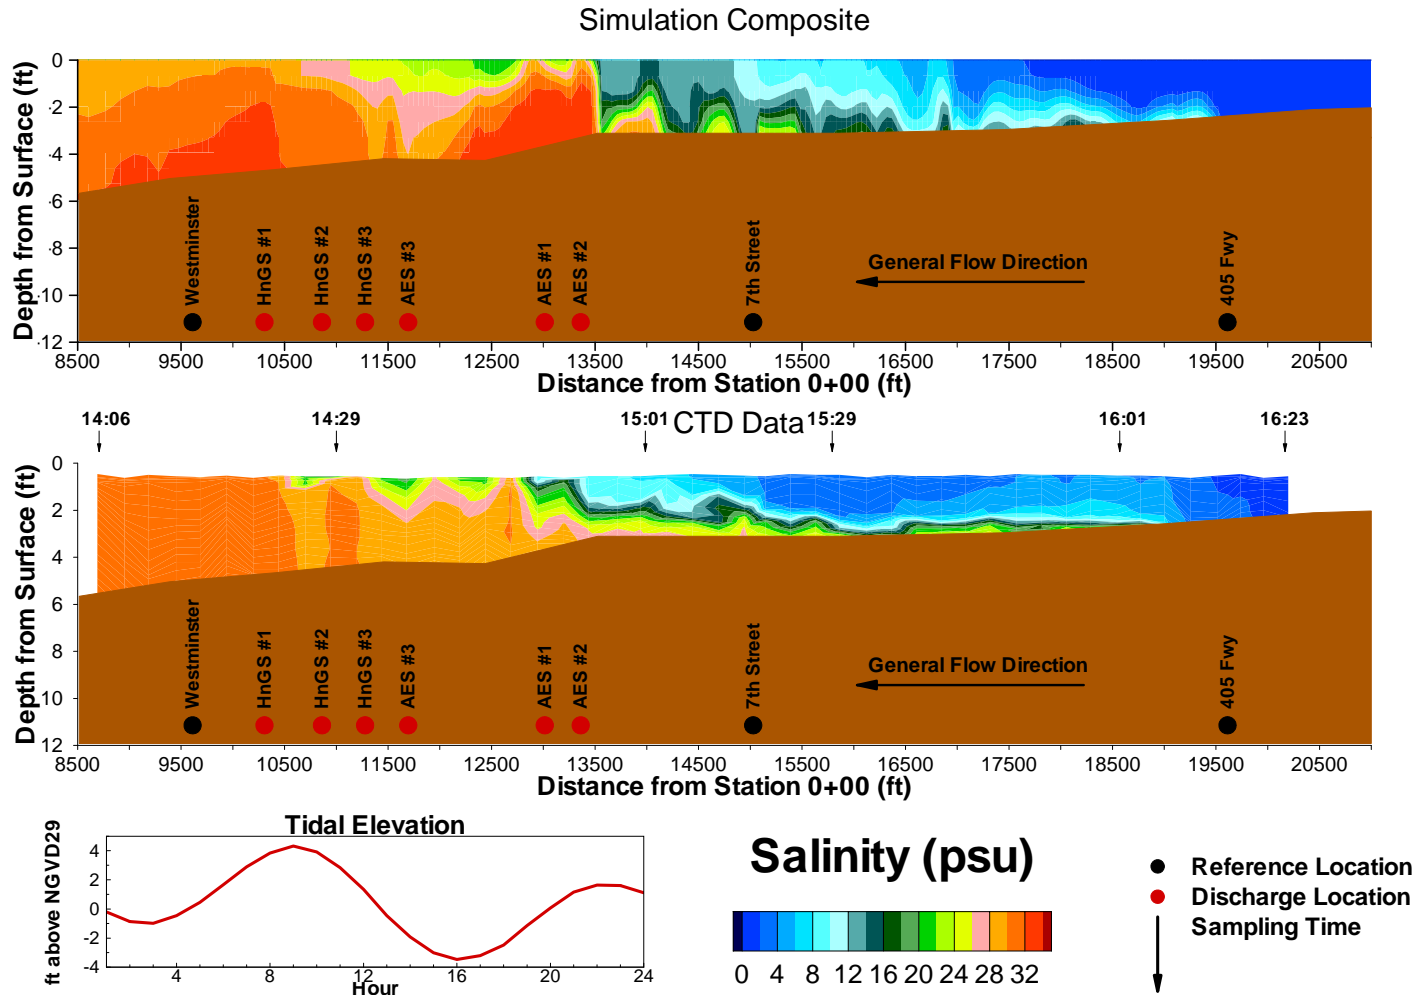 Simulation Composite
Depth from Surface (ft)
0
-2
-4
-6
-8
-10
-12
Westminster
HnGS #1
HnGS #2
HnGS #3
AES #3
AES #1
AES #2
7th Street
General Flow Direction
405 Fwy
8500 9500 10500 11500 12500 13500 14500 15500 16500 17500 18500 19500 20500
Distance from Station 0+00 (ft)
14:06 14:29 15:01 CTD Data 15:29 16:01 16:23
Depth from Surface (ft)
0
2
4
6
8
10
12
Westminster
HnGS #1
HnGS #2
HnGS #3
AES #3
AES #1
AES #2
7th Street
General Flow Direction
405 Fwy
8500 9500 10500 11500 12500 13500 14500 15500 16500 17500 18500 19500 20500
Distance from Station 0+00 (ft)
Tidal Elevation
ft above NGVD29
4
2
0
-2
-4
4 8 12 16 20 24
Hour
Salinity (psu)
0 4 8 12 16 20 24 28 32
Reference Location
Discharge Location
Sampling Time